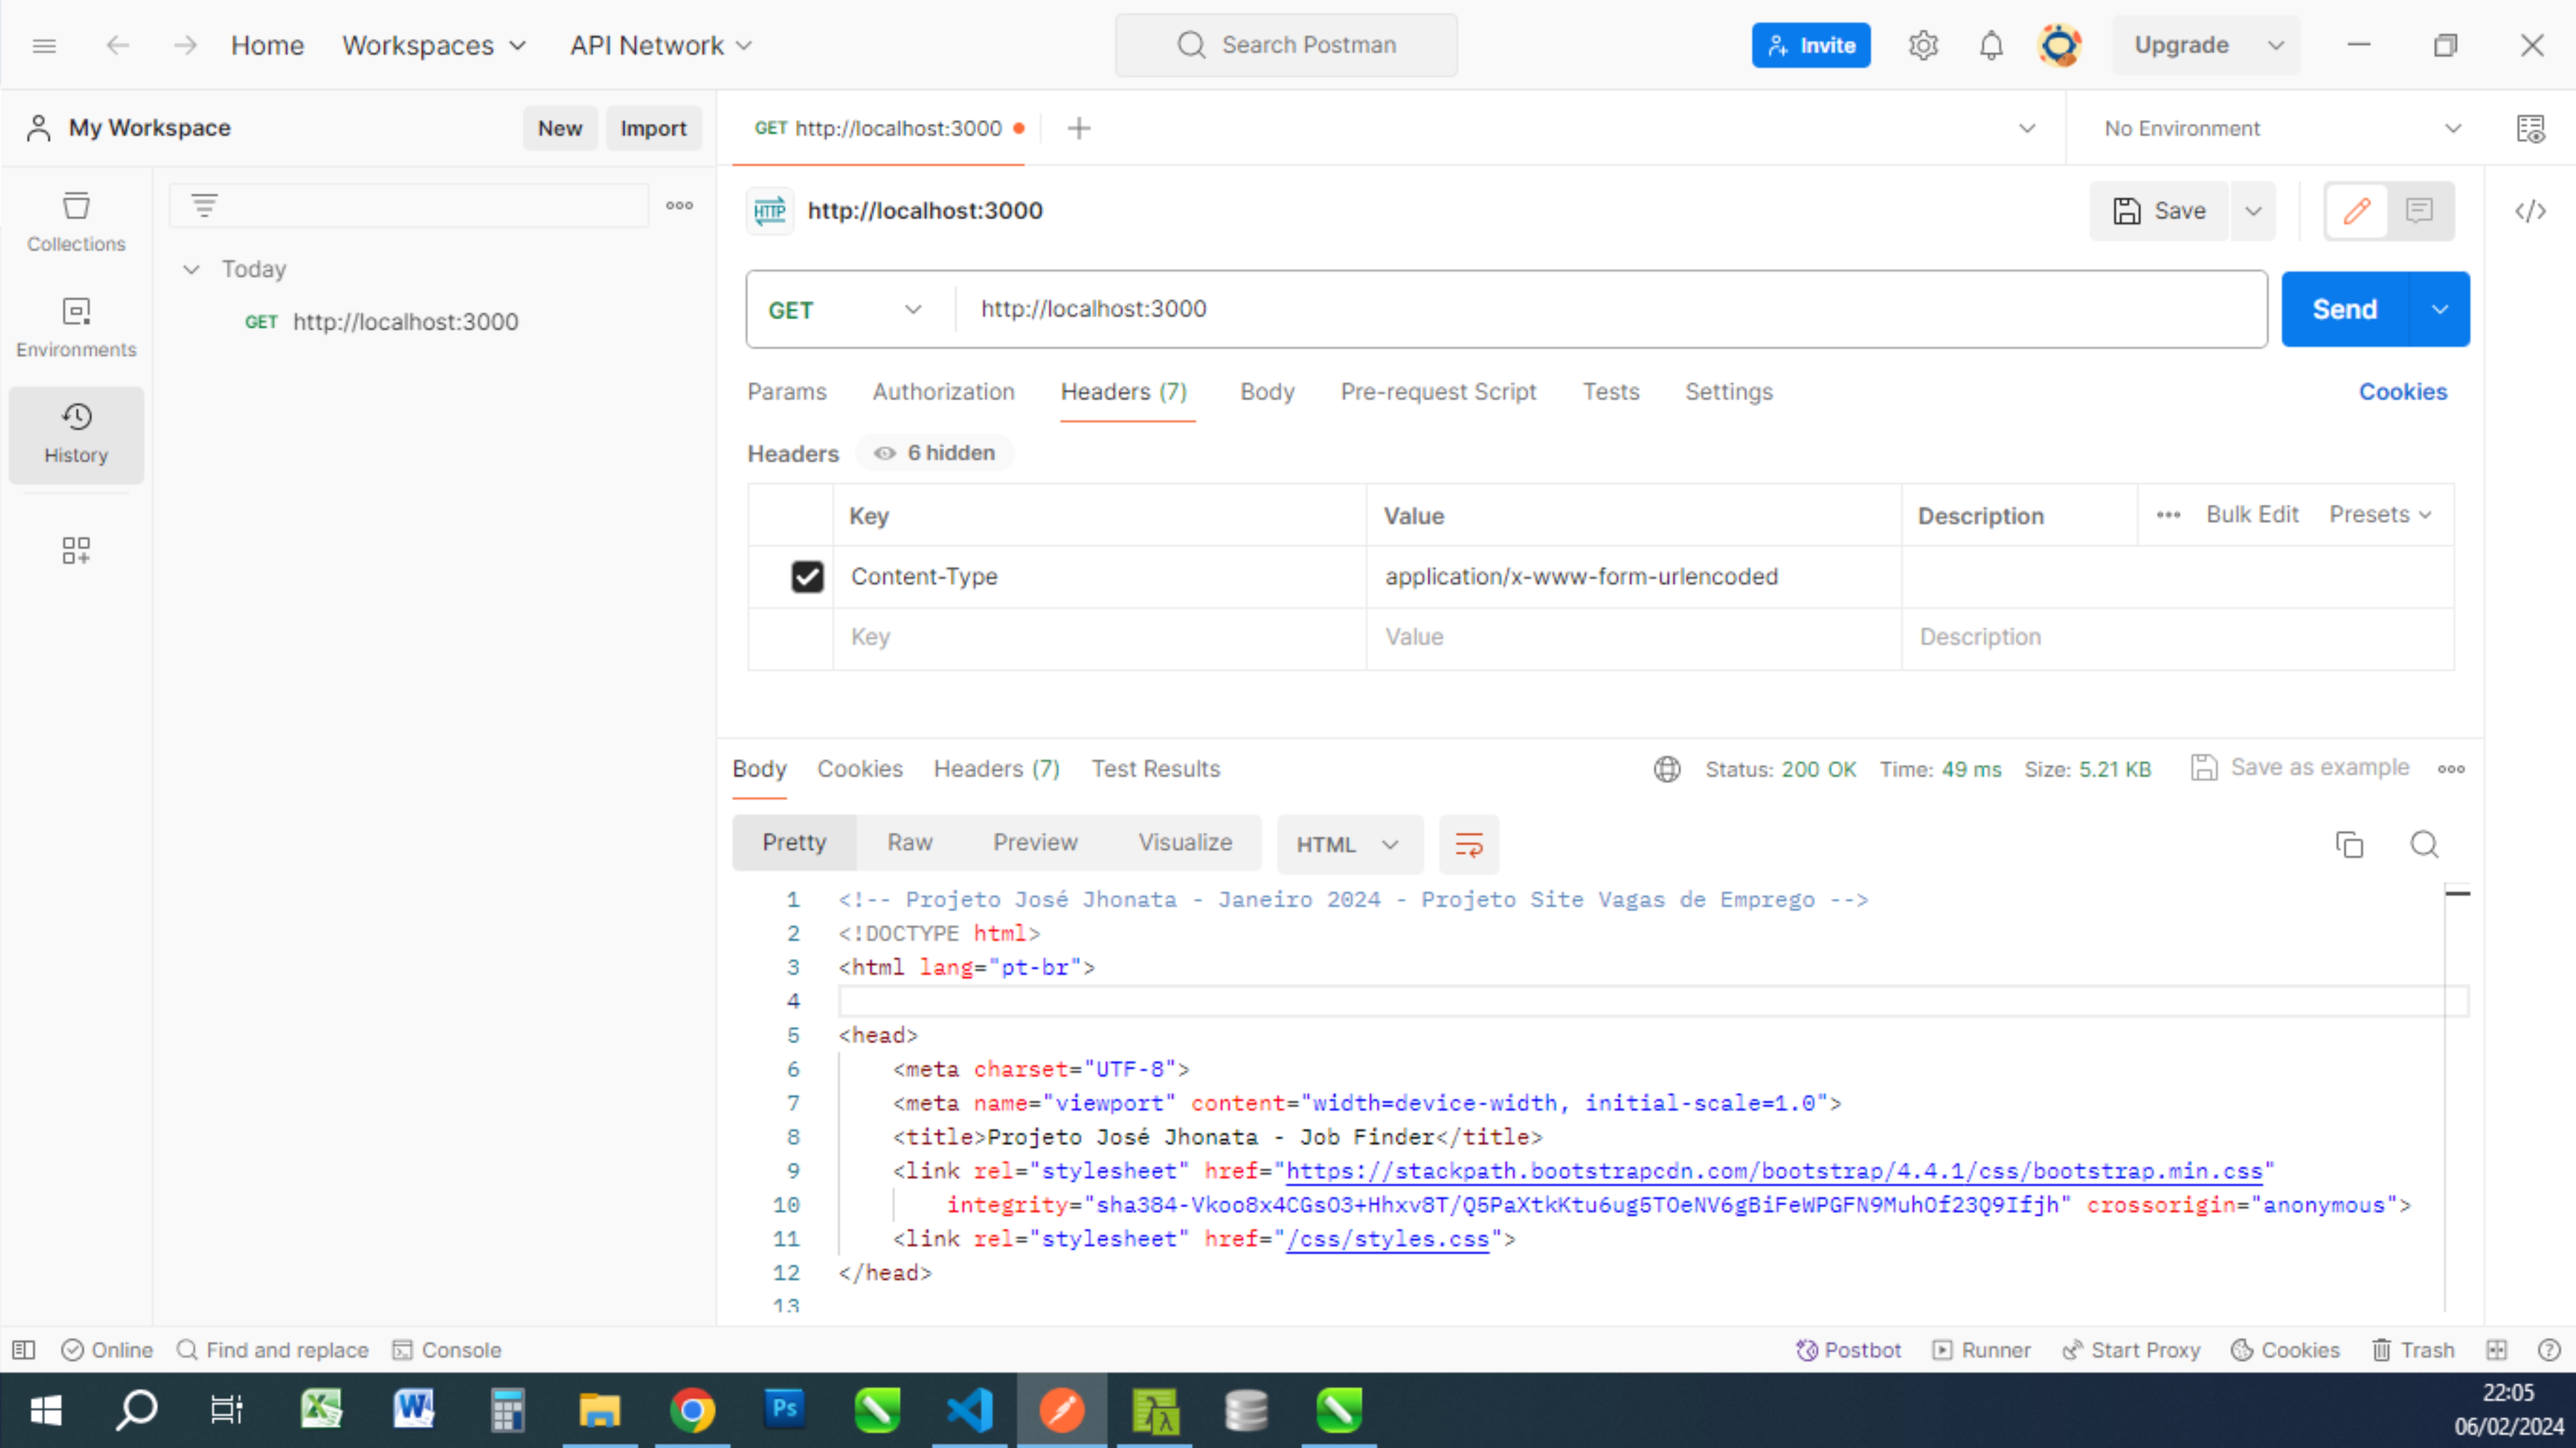 Home Workspaces API Network Search Postman Invite Upgrade
My Workspace New Import GET http://localhost:3000 No Environment
Collections
Environments
History
Today
GET http://localhost:3000
HTTP http://localhost:3000 Save
GET http://localhost:3000 Send
Params Authorization Headers (7) Body Pre-request Script Tests Settings Cookies
Headers 6 hidden
Key Value Description Bulk Edit Presets
Content-Type application/x-www-form-urlencoded
Key Value Description
Body Cookies Headers (7) Test Results Status: 200 OK Time: 49 ms Size: 5.21 KB Save as example
Pretty Raw Preview Visualize HTML
1 <!-- Projeto José Jhonata - Janeiro 2024 - Projeto Site Vagas de Emprego -->
2 <!DOCTYPE html>
3 <html lang="pt-br">
4
5 <head>
6 <meta charset="UTF-8">
7 <meta name="viewport" content="width=device-width, initial-scale=1.0">
8 <title>Projeto José Jhonata - Job Finder</title>
9 <link rel="stylesheet" href="https://stackpath.bootstrapcdn.com/bootstrap/4.4.1/css/bootstrap.min.css"
10 integrity="sha384-Vkoo8x4CGsO3+Hhxv8T/Q5PaXtkKtu6ug5TOeNV6gBiFeWPGFN9MuhOf23Q9Ifjh" crossorigin="anonymous">
11 <link rel="stylesheet" href="/css/styles.css">
12 </head>
13
Online Find and replace Console Postbot Runner Start Proxy Cookies Trash
Ps
22:05
06/02/2024